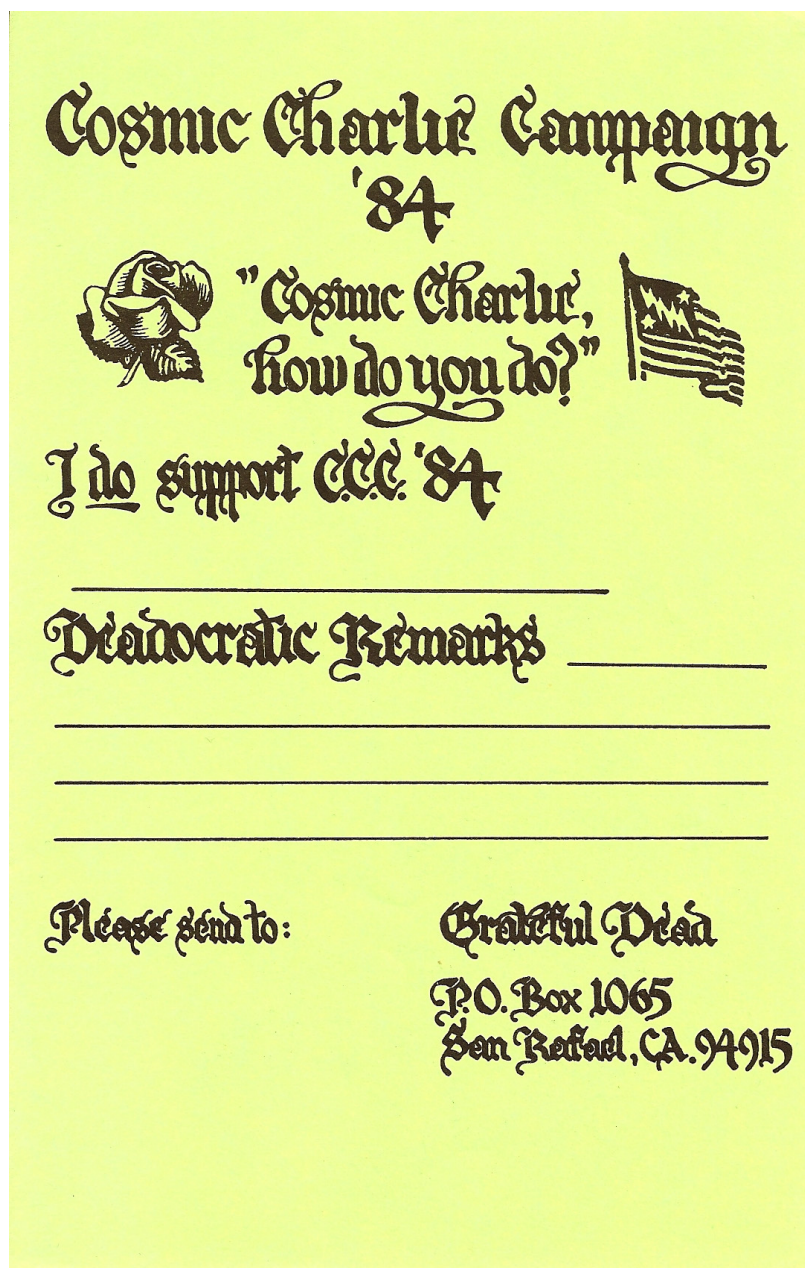 Cosmic Charlie Campaign
'84
"Cosmic Charlie,
how do you do?"
I do support C.C.C. '84
Deadocratic Remarks
Please send to:
Grateful Dead
P.O. Box 1065
San Rafael, CA. 94915